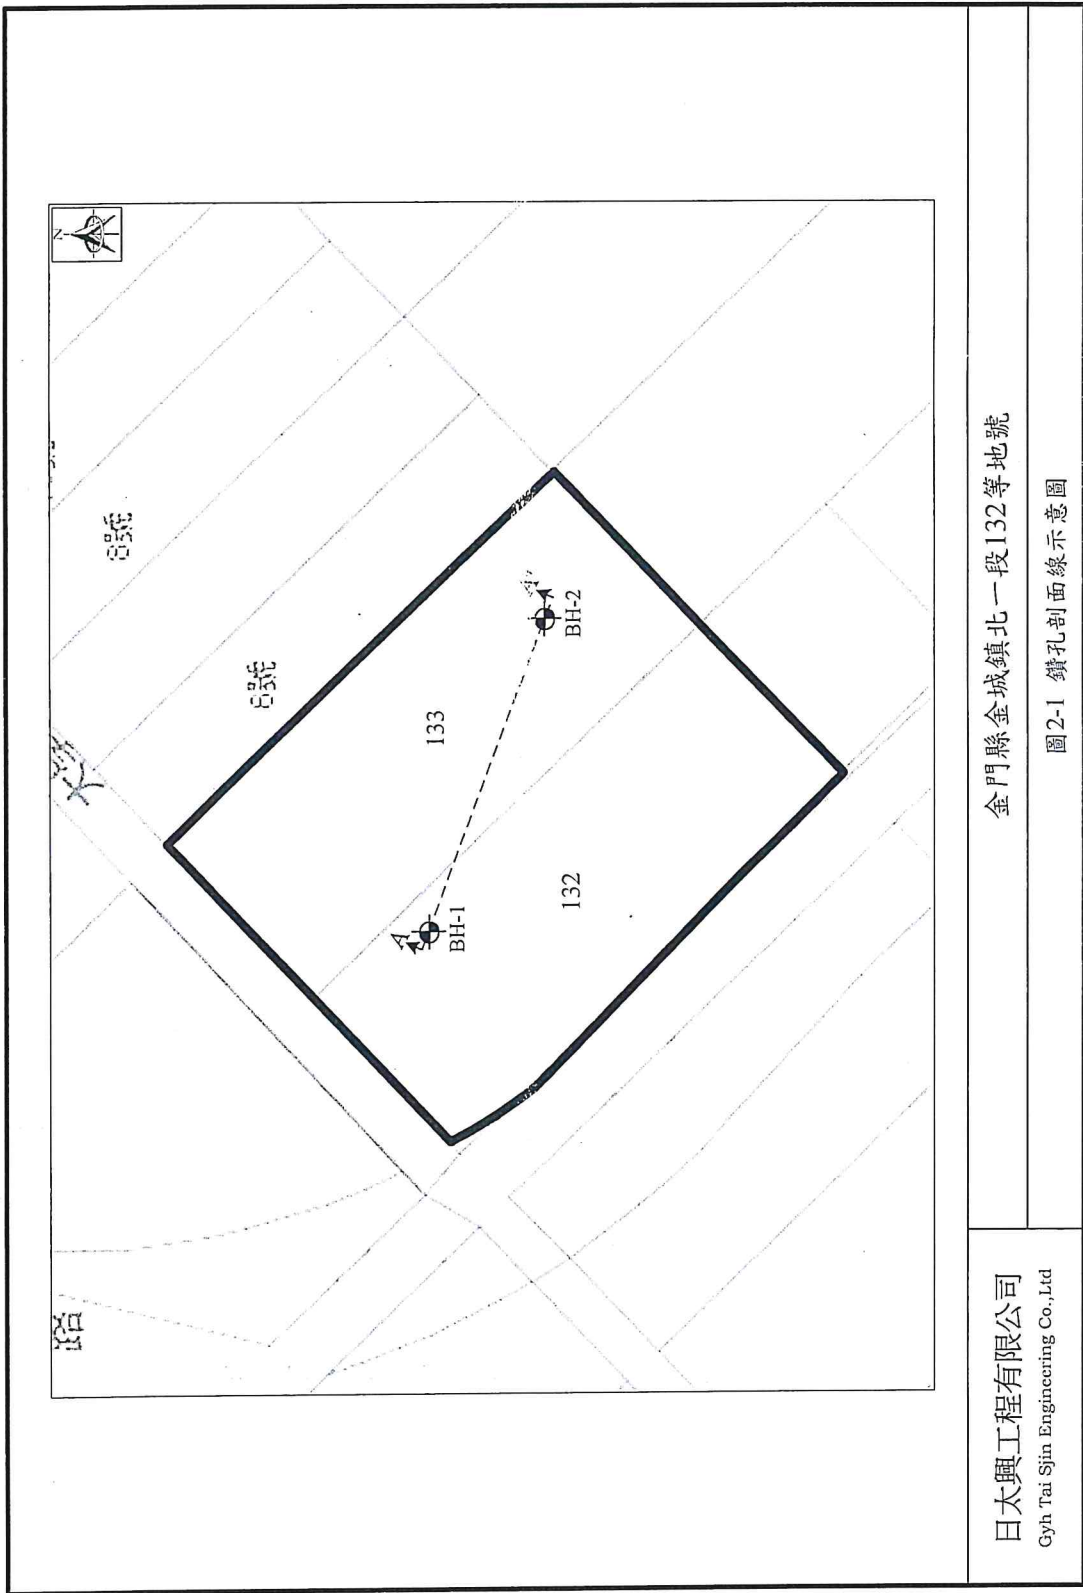 N
8號
8號
133
132
A
BH-1
A'
BH-2
路
金門縣金城鎮北一段132等地號
圖2-1 鑽孔剖面線示意圖
日太興工程有限公司
Gyh Tai Sjin Engineering Co.,Ltd